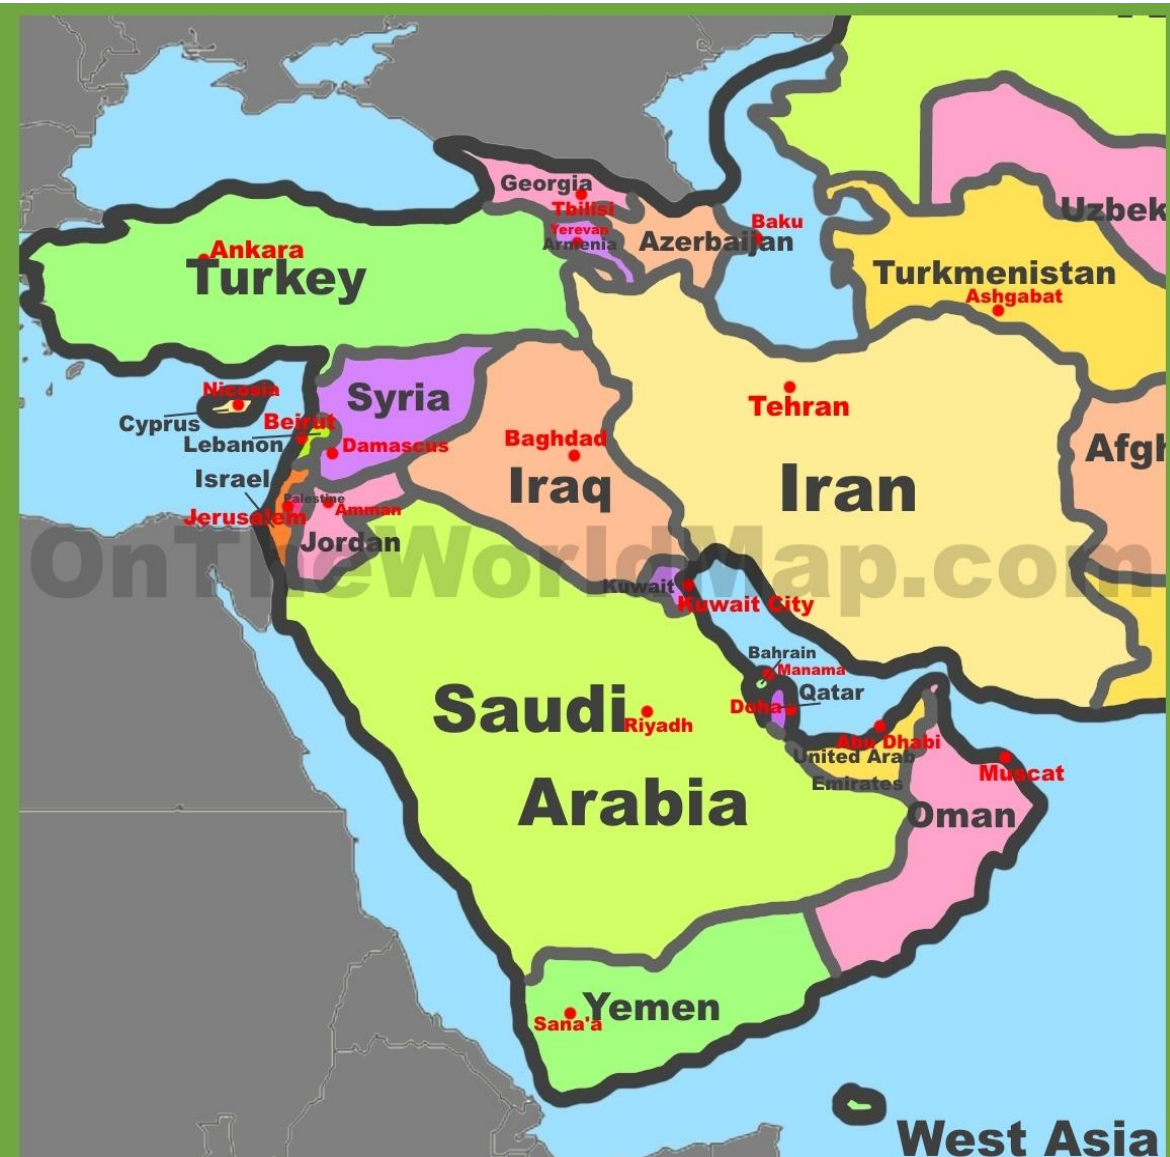 Georgia
Tbilisi
Yerevan
Armenia
Azerbaijan
Baku
Uzbek
Ankara
Turkey
Turkmenistan
Ashgabat
Nicosia
Cyprus
Syria
Tehran
Beirut
Lebanon
Damascus
Baghdad
Afgh
Israel
Iraq
Iran
Palestine
Jerusalem
Amman
Jordan
OnTheWorldMap.com
Kuwait
Kuwait City
Bahrain
Manama
Qatar
Doha
Saudi
Riyadh
Arabia
Abu Dhabi
United Arab
Emirates
Muscat
Oman
Yemen
Sana'a
West Asia